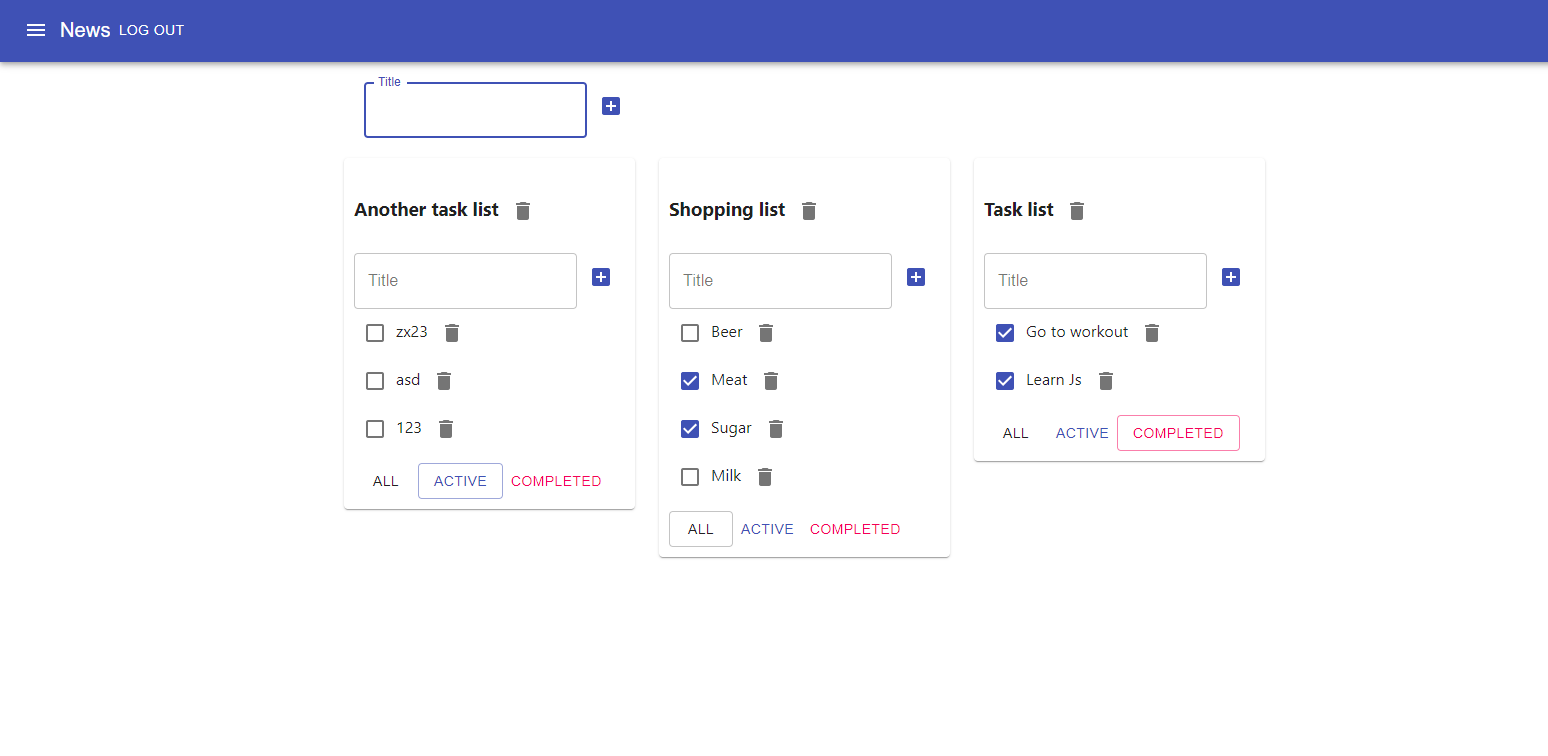 News LOG OUT
Title
Another task list
Title
zx23
asd
123
ALL ACTIVE COMPLETED
Shopping list
Title
Beer
Meat
Sugar
Milk
ALL ACTIVE COMPLETED
Task list
Title
Go to workout
Learn Js
ALL ACTIVE COMPLETED